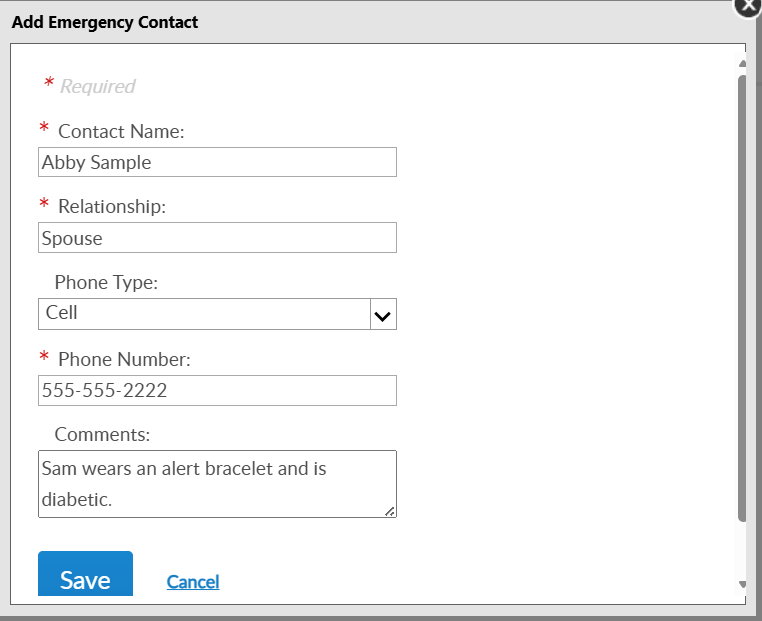 Add Emergency Contact
* Required
* Contact Name:
Abby Sample
* Relationship:
Spouse
Phone Type:
Cell
* Phone Number:
555-555-2222
Comments:
Sam wears an alert bracelet and is
diabetic.
Save Cancel